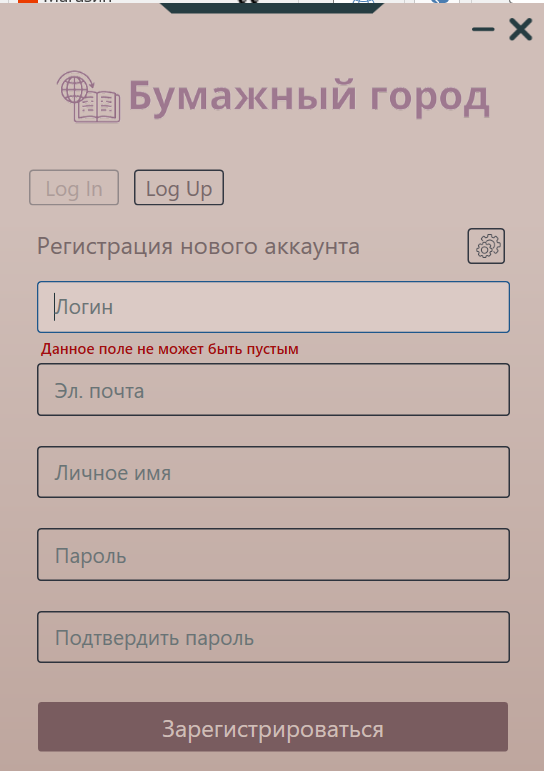 Бумажный город
Log In Log Up
Регистрация нового аккаунта
Логин
Данное поле не может быть пустым
Эл. почта
Личное имя
Пароль
Подтвердить пароль
Зарегистрироваться